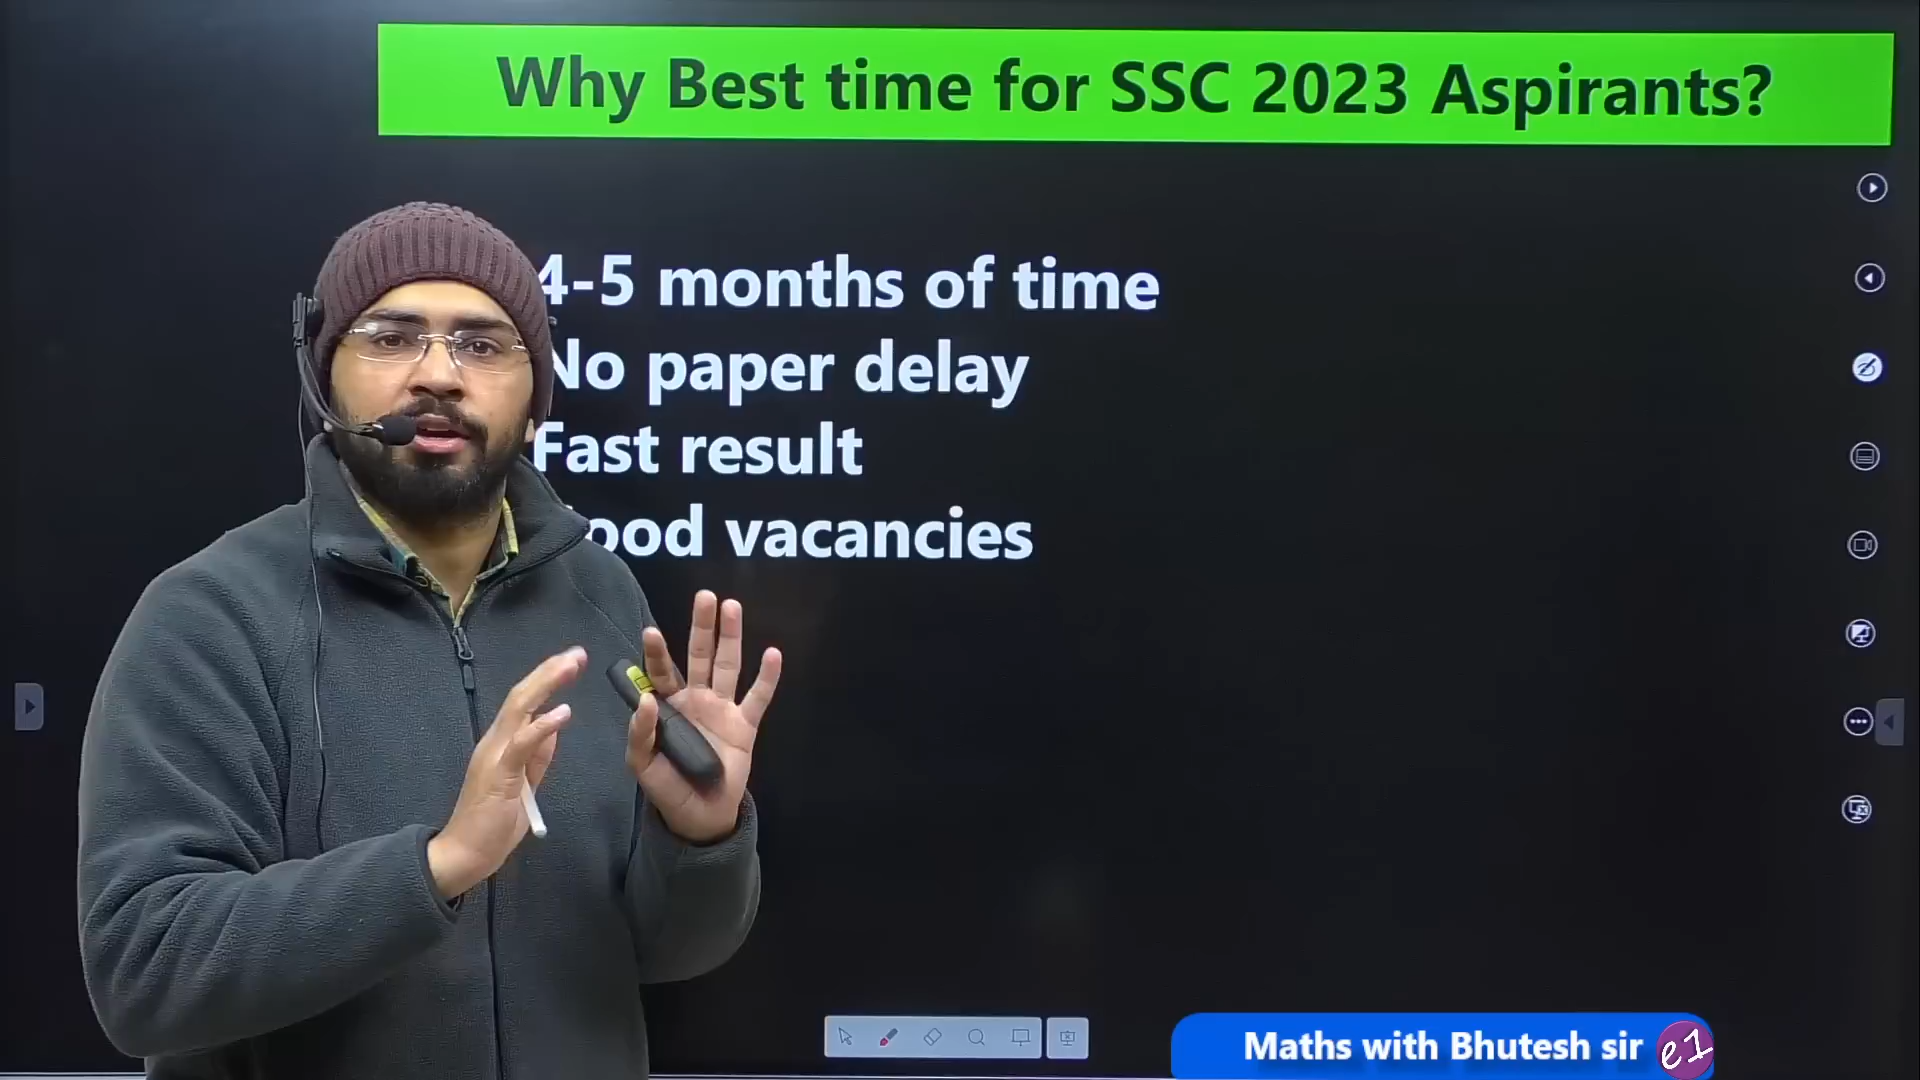 Why Best time for SSC 2023 Aspirants?
4-5 months of time
No paper delay
Fast result
vacancies
Maths with Bhutesh sir e1